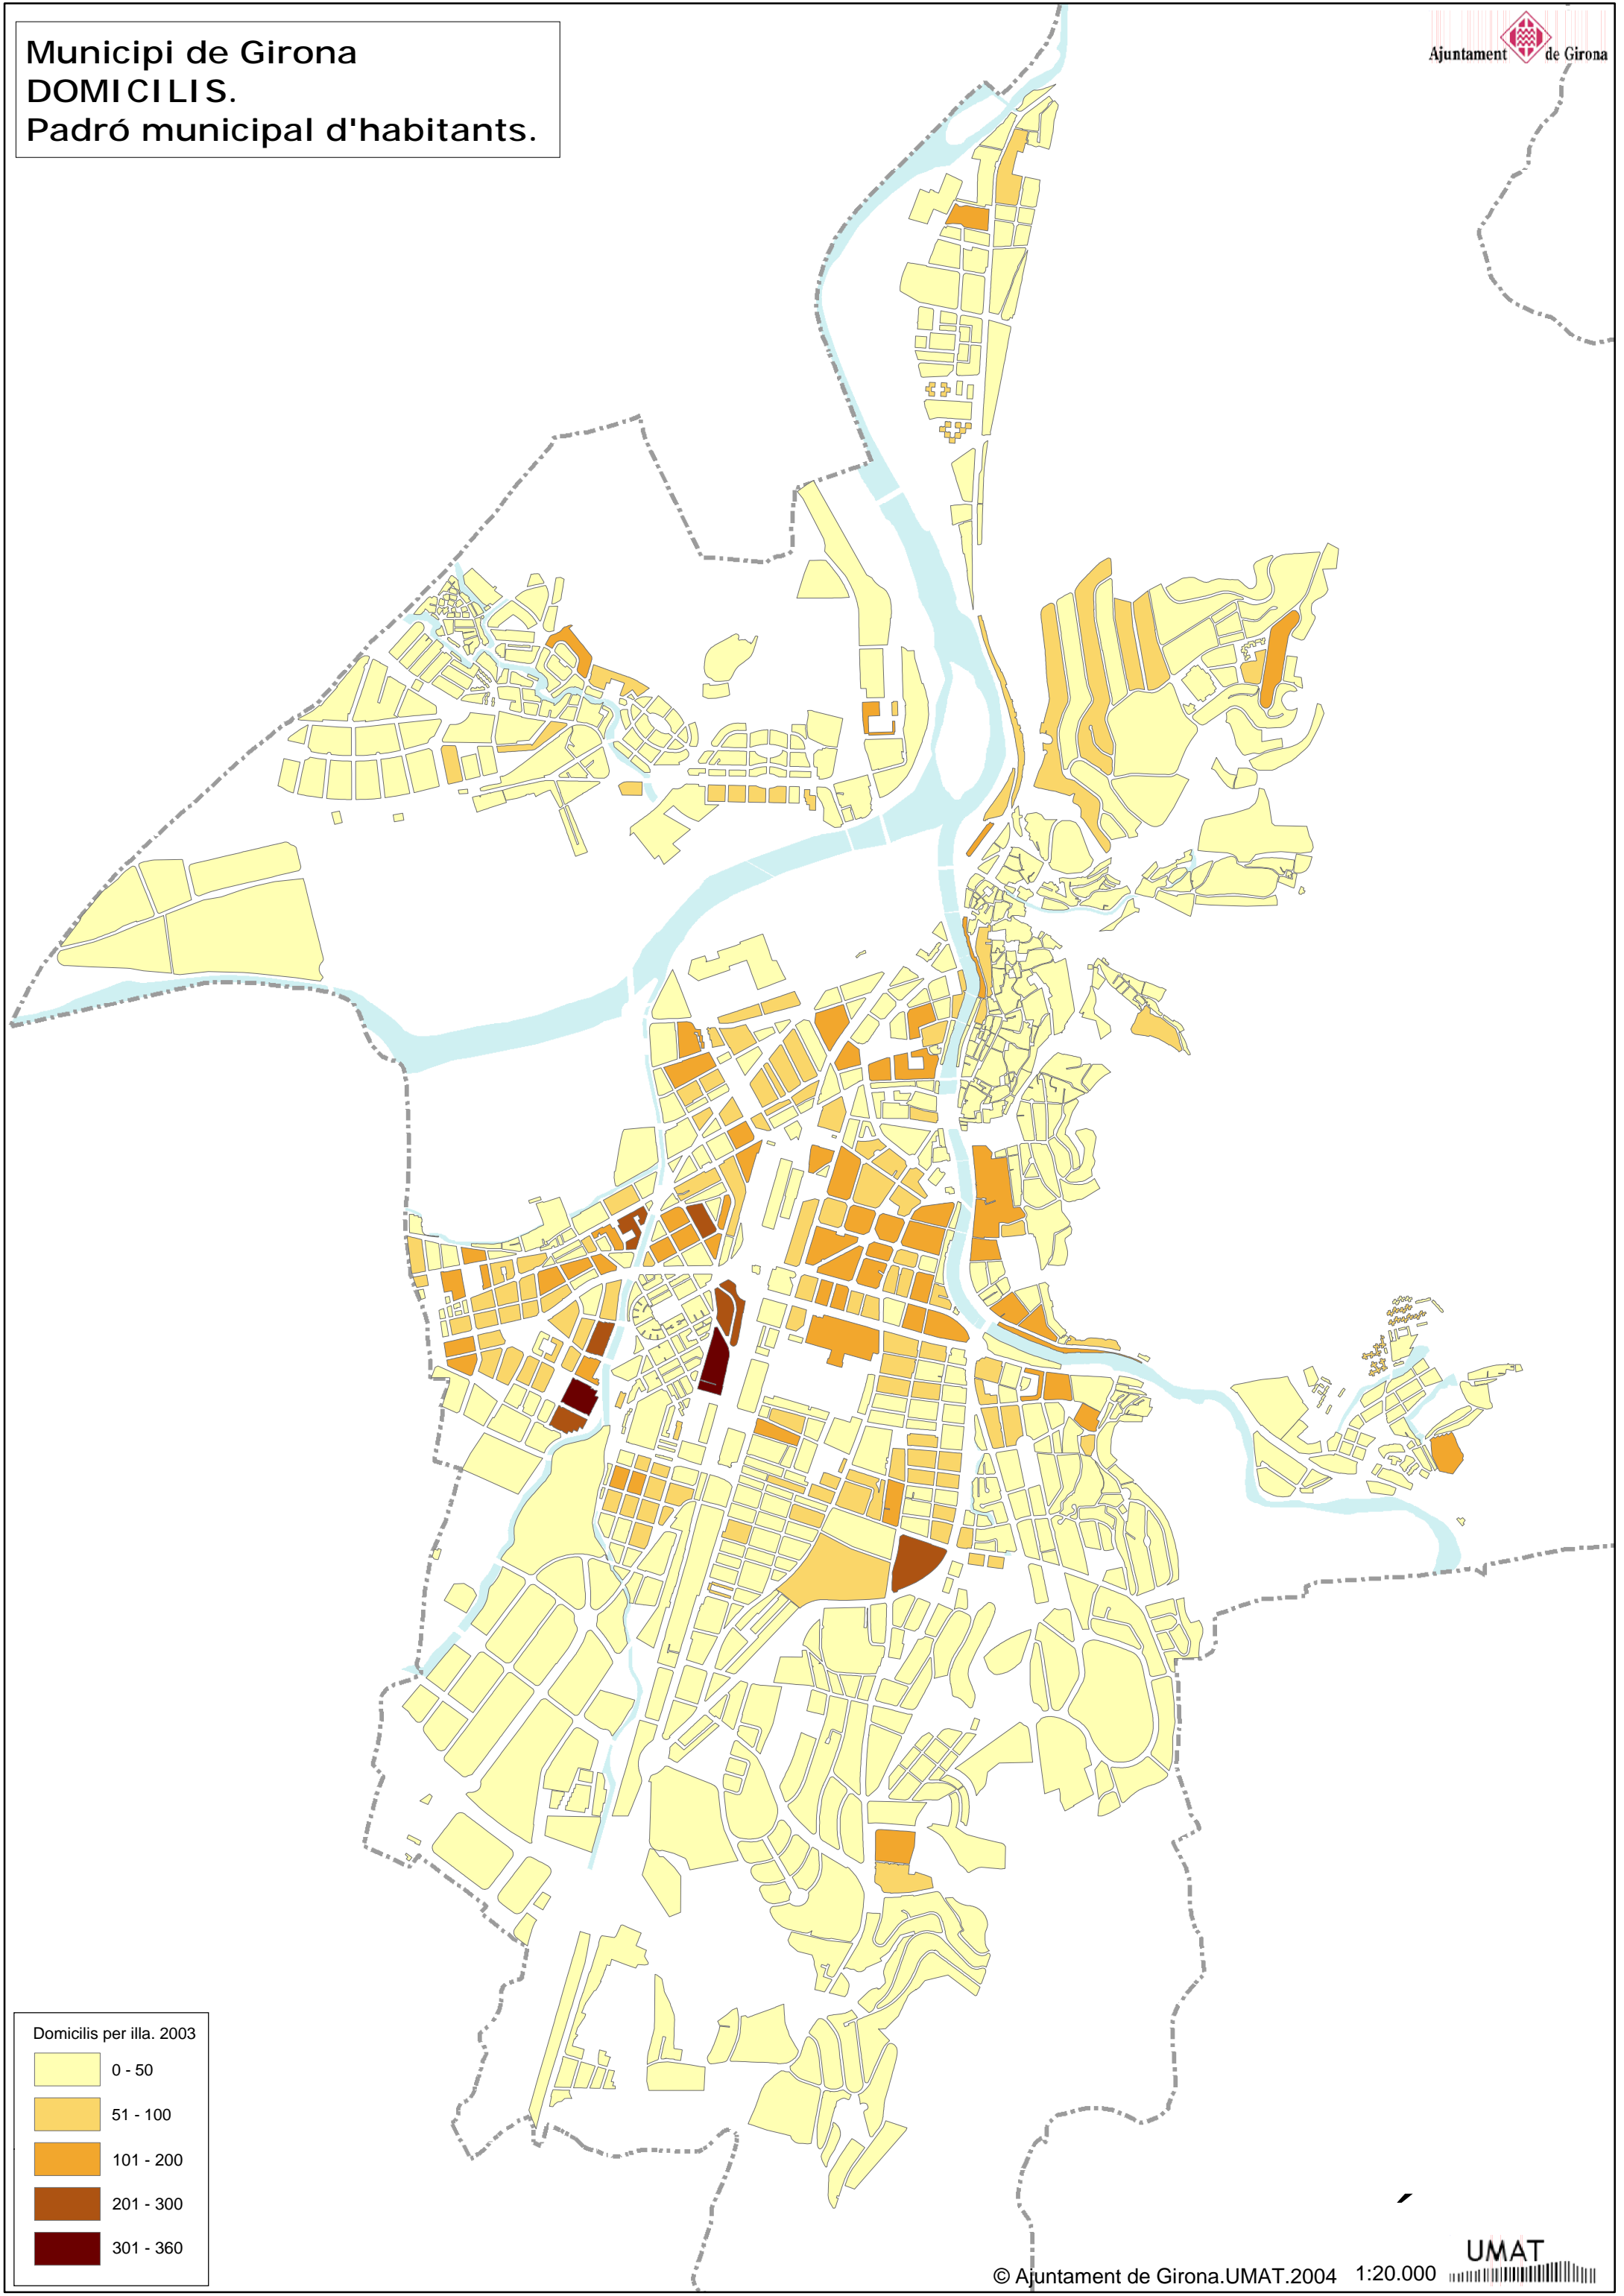 Municipi de Girona
DOMICILIS.
Padró municipal d'habitants.
Ajuntament de Girona
Domicilis per illa. 2003
0 - 50
51 - 100
101 - 200
201 - 300
301 - 360
© Ajuntament de Girona.UMAT.2004 1:20.000
UMAT